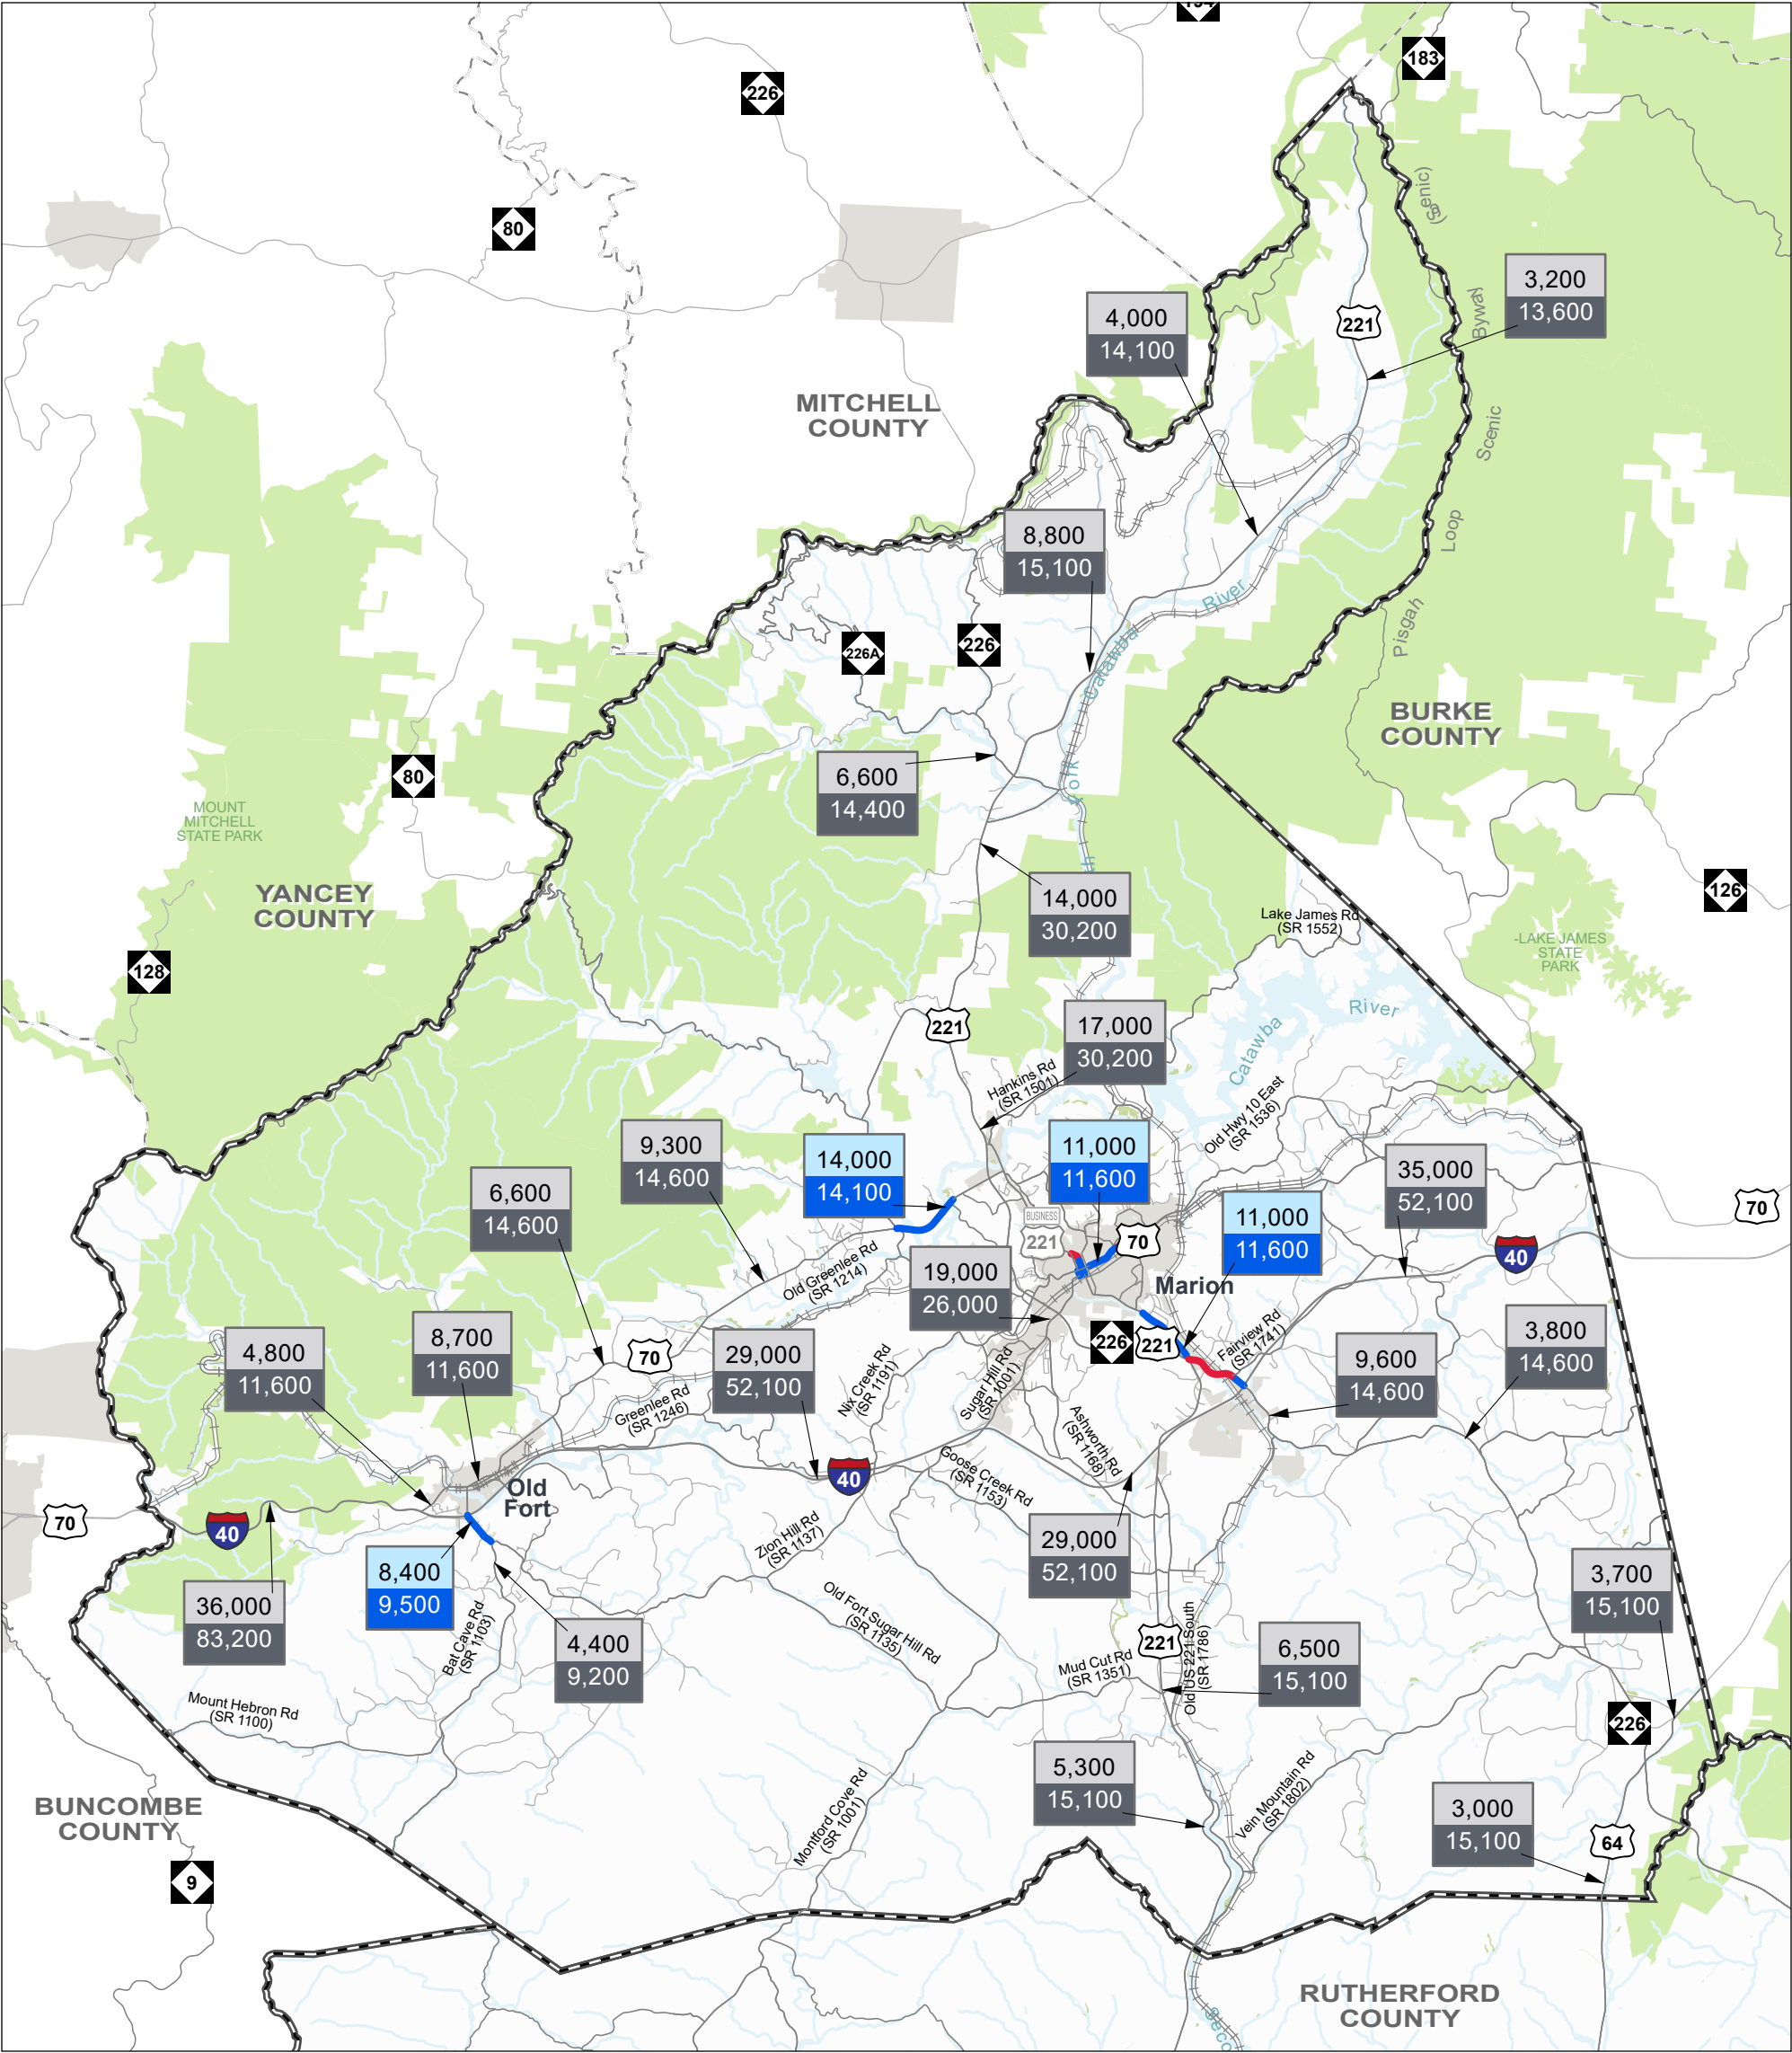 194
183
226
80
(Scenic)
Byway
Scenic
Loop
Pisgah
3,200
13,600
221
4,000
14,100
MITCHELL
COUNTY
8,800
15,100
River
Catawba
Fork
226A
226
BURKE
COUNTY
6,600
14,400
80
MOUNT
MITCHELL
STATE PARK
YANCEY
COUNTY
126
14,000
30,200
Lake James Rd
(SR 1552)
-LAKE JAMES
STATE
PARK
128
River
Catawba
221
17,000
30,200
Hankins Rd
(SR 1501)
Old Hwy 10 East
(SR 1536)
9,300
14,600
14,000
14,100
11,000
11,600
35,000
52,100
6,600
14,600
70
BUSINESS
221
70
11,000
11,600
40
Old Greenlee Rd
(SR 1214)
19,000
26,000
Marion
4,800
11,600
8,700
11,600
70
29,000
52,100
226
221
Fairview Rd
(SR 1741)
9,600
14,600
3,800
14,600
Nix Creek Rd
(SR 1191)
Sugar Hill Rd
(SR 1001)
Greenlee Rd
(SR 1246)
Ashworth Rd
(SR 1168)
Goose Creek Rd
(SR 1153)
40
Old
Fort
70
40
Zion Hill Rd
(SR 1137)
29,000
52,100
8,400
9,500
36,000
83,200
4,400
9,200
Bat Cave Rd
(SR 1103)
Old Fort Sugar Hill Rd
(SR 1135)
3,700
15,100
Mud Cut Rd
(SR 1351)
221
Old US 221 South
(SR 1786)
6,500
15,100
Mount Hebron Rd
(SR 1100)
226
5,300
15,100
Vein Mountain Rd
(SR 1802)
Montford Cove Rd
(SR 1001)
3,000
15,100
64
BUNCOMBE
COUNTY
9
RUTHERFORD
COUNTY
Seco